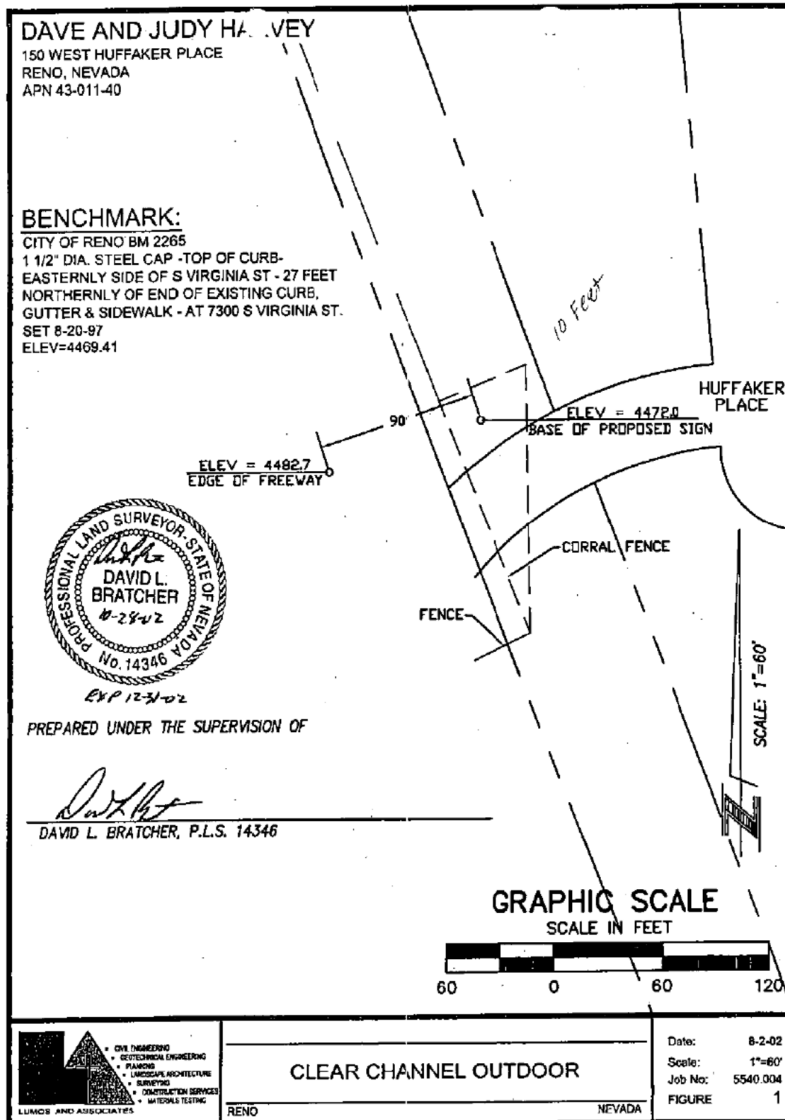 DAVE AND JUDY HA VEY
150 WEST HUFFAKER PLACE
RENO, NEVADA
APN 43-011-40
BENCHMARK:
CITY OF RENO BM 2265
1 1/2" DIA. STEEL CAP -TOP OF CURB-
EASTERNLY SIDE OF S VIRGINIA ST - 27 FEET
NORTHERNLY OF END OF EXISTING CURB,
GUTTER & SIDEWALK - AT 7300 S VIRGINIA ST.
SET 8-20-97
ELEV=4469.41
10 Feet
HUFFAKER
PLACE
90
ELEV = 4472.0
BASE OF PROPOSED SIGN
ELEV = 4482.7
EDGE OF FREEWAY
CORRAL FENCE
FENCE
PROFESSIONAL LAND SURVEYOR-STATE OF NEVADA
DAVID L.
BRATCHER
10-28-02
No. 14346
EXP 12-31-02
SCALE: 1"=60'
PREPARED UNDER THE SUPERVISION OF
DAVID L. BRATCHER, P.L.S. 14346
GRAPHIC SCALE
SCALE IN FEET
60 0 60 120
CIVIL ENGINEERING
GEOTECHNICAL ENGINEERING
PLANNING
LANDSCAPE ARCHITECTURE
SURVEYING
CONSTRUCTION SERVICES
MATERIALS TESTING
LUMOS AND ASSOCIATES
CLEAR CHANNEL OUTDOOR
RENO NEVADA
Date: 8-2-02
Scale: 1"=60'
Job No: 5540.004
FIGURE 1